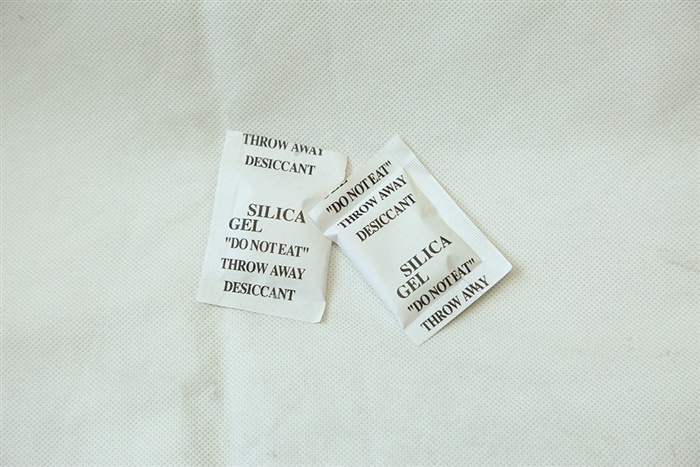 THROW AWAY
DESICCANT
SILICA
GEL
"DO NOT EAT"
THROW AWAY
DESICCANT
"DO NOT EAT"
THROW AWAY
DESICCANT
SILICA
GEL
"DO NOT EAT"
THROW AWAY